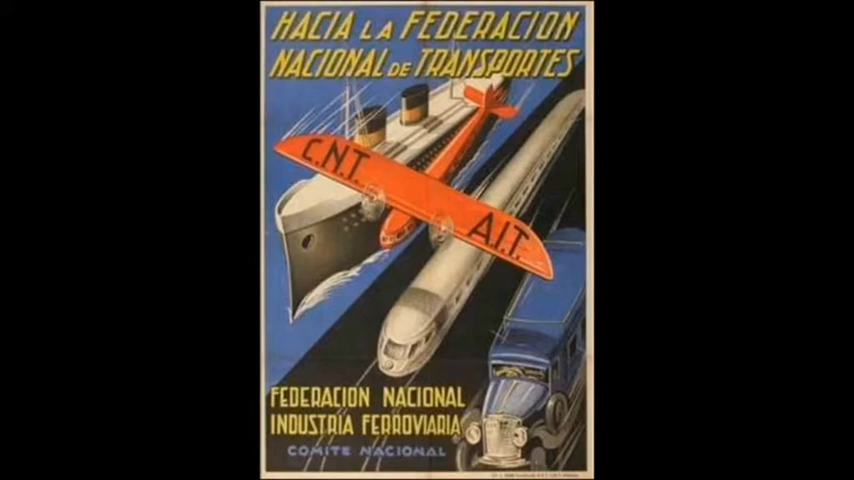 HACIA LA FEDERACION
NACIONAL DE TRANSPORTES
C.N.T.
A.I.T.
FEDERACION NACIONAL
INDUSTRIA FERROVIARIA
COMITE NACIONAL